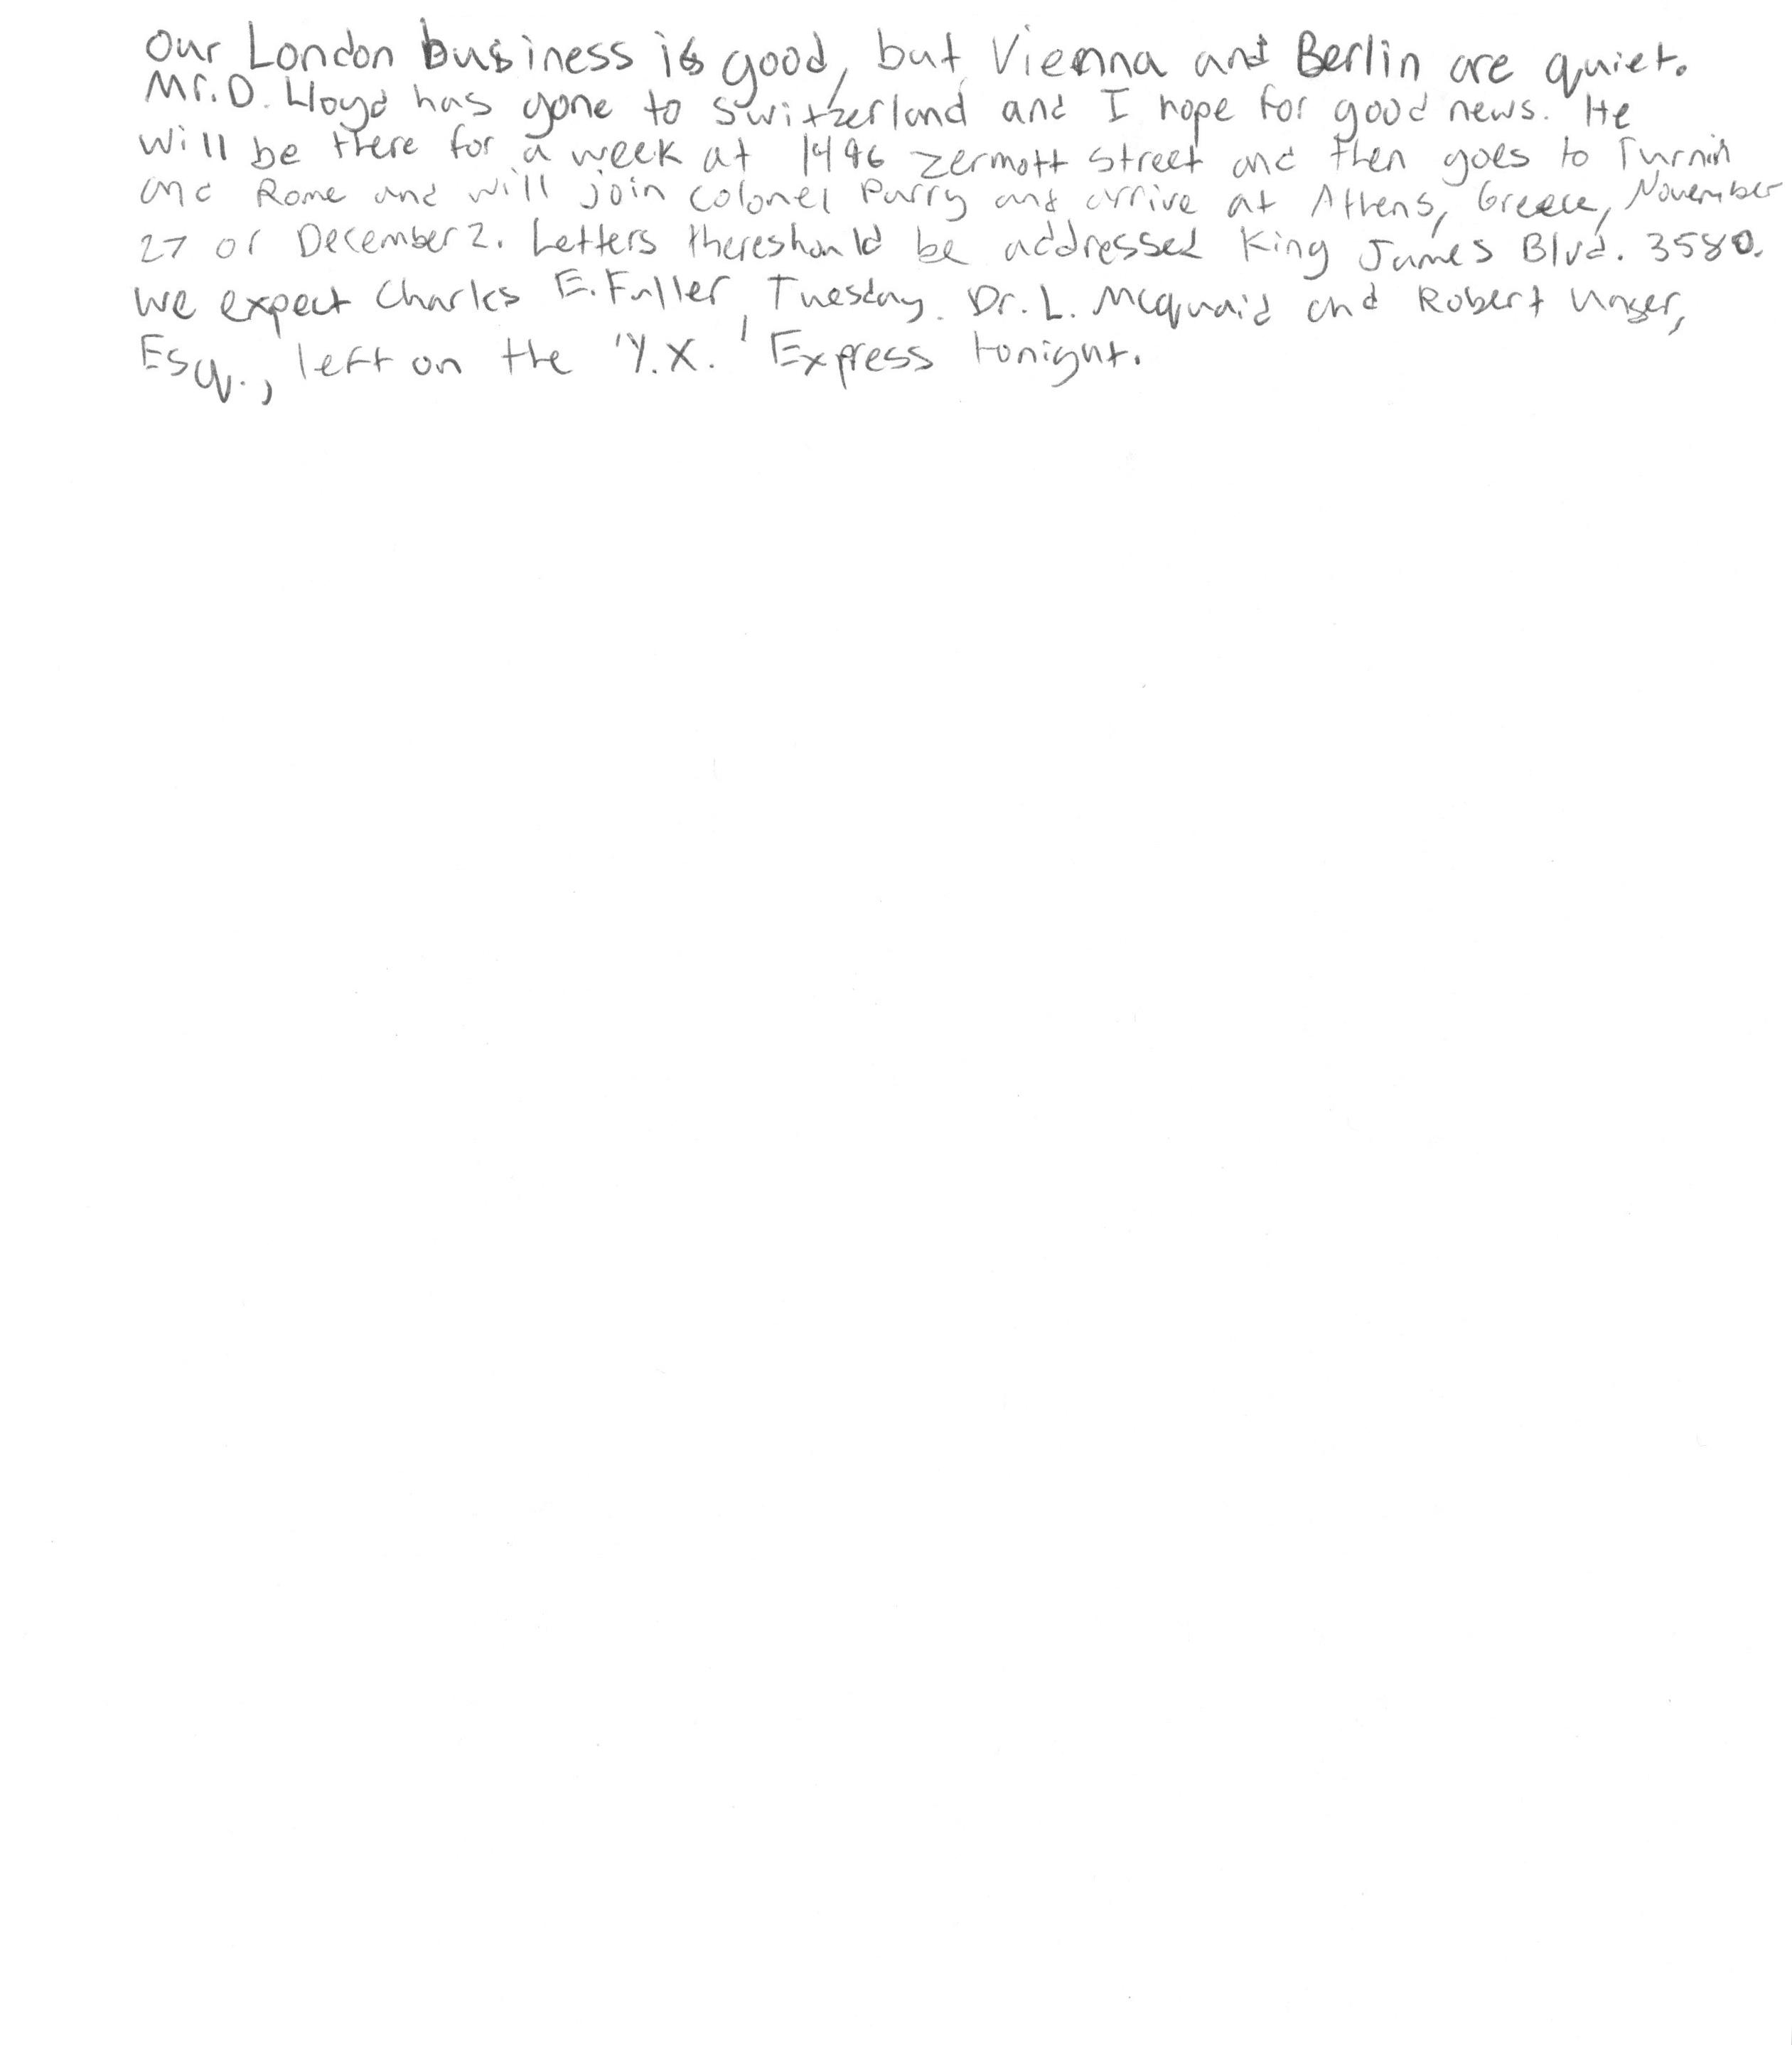 Our London business is good, but Vienna and Berlin are quiet.
Mr. D. Lloyd has gone to Switzerland and I hope for good news. He
will be there for a week at 1496 Zermott Street and then goes to Turnin
and Rome and will join Colonel Parry and arrive at Athens, Greece, November
27 or December 2. Letters there should be addressed King James Blvd. 3580.
We expect Charles E. Fuller Tuesday. Dr. L. McQuaid and Robert Unger,
Esq., left on the 'Y.X.' Express tonight.